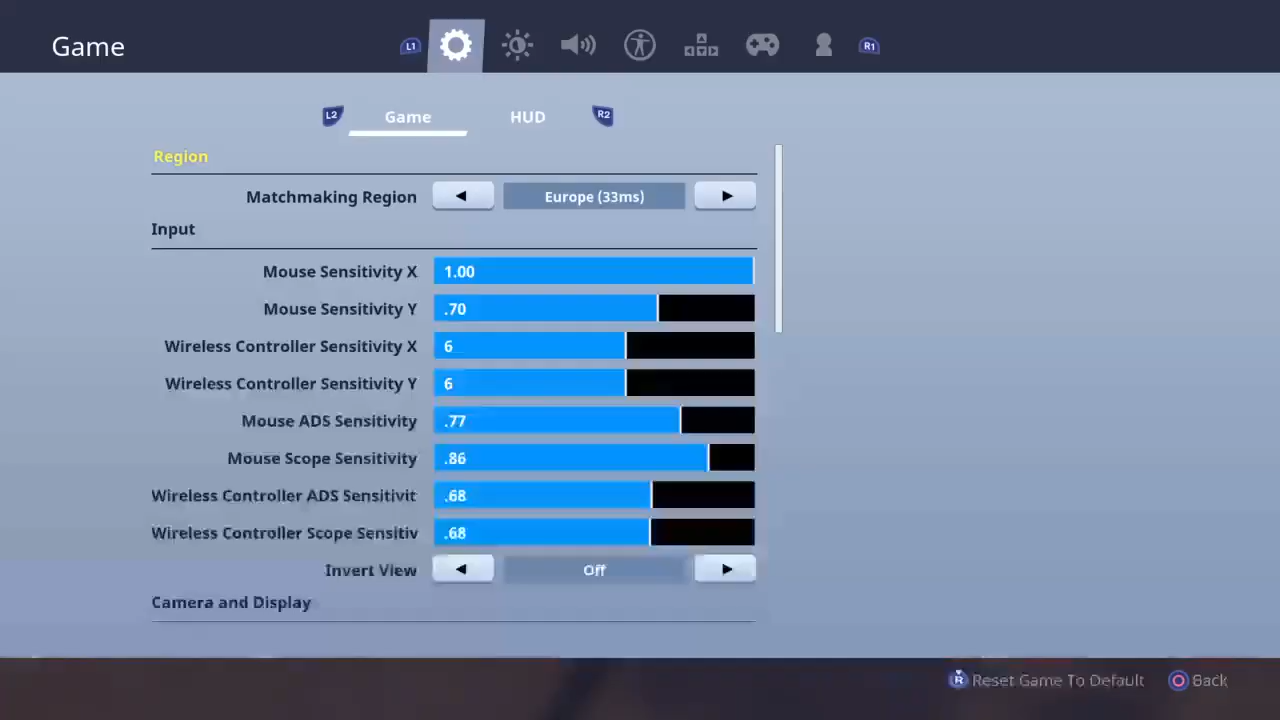 Game
L1
R1
L2
Game
HUD
R2
Region
Matchmaking Region
Europe (33ms)
Input
Mouse Sensitivity X
1.00
Mouse Sensitivity Y
.70
Wireless Controller Sensitivity X
6
Wireless Controller Sensitivity Y
6
Mouse ADS Sensitivity
.77
Mouse Scope Sensitivity
.86
Wireless Controller ADS Sensitivit
.68
Wireless Controller Scope Sensitiv
.68
Invert View
Off
Camera and Display
R
Reset Game To Default
Back